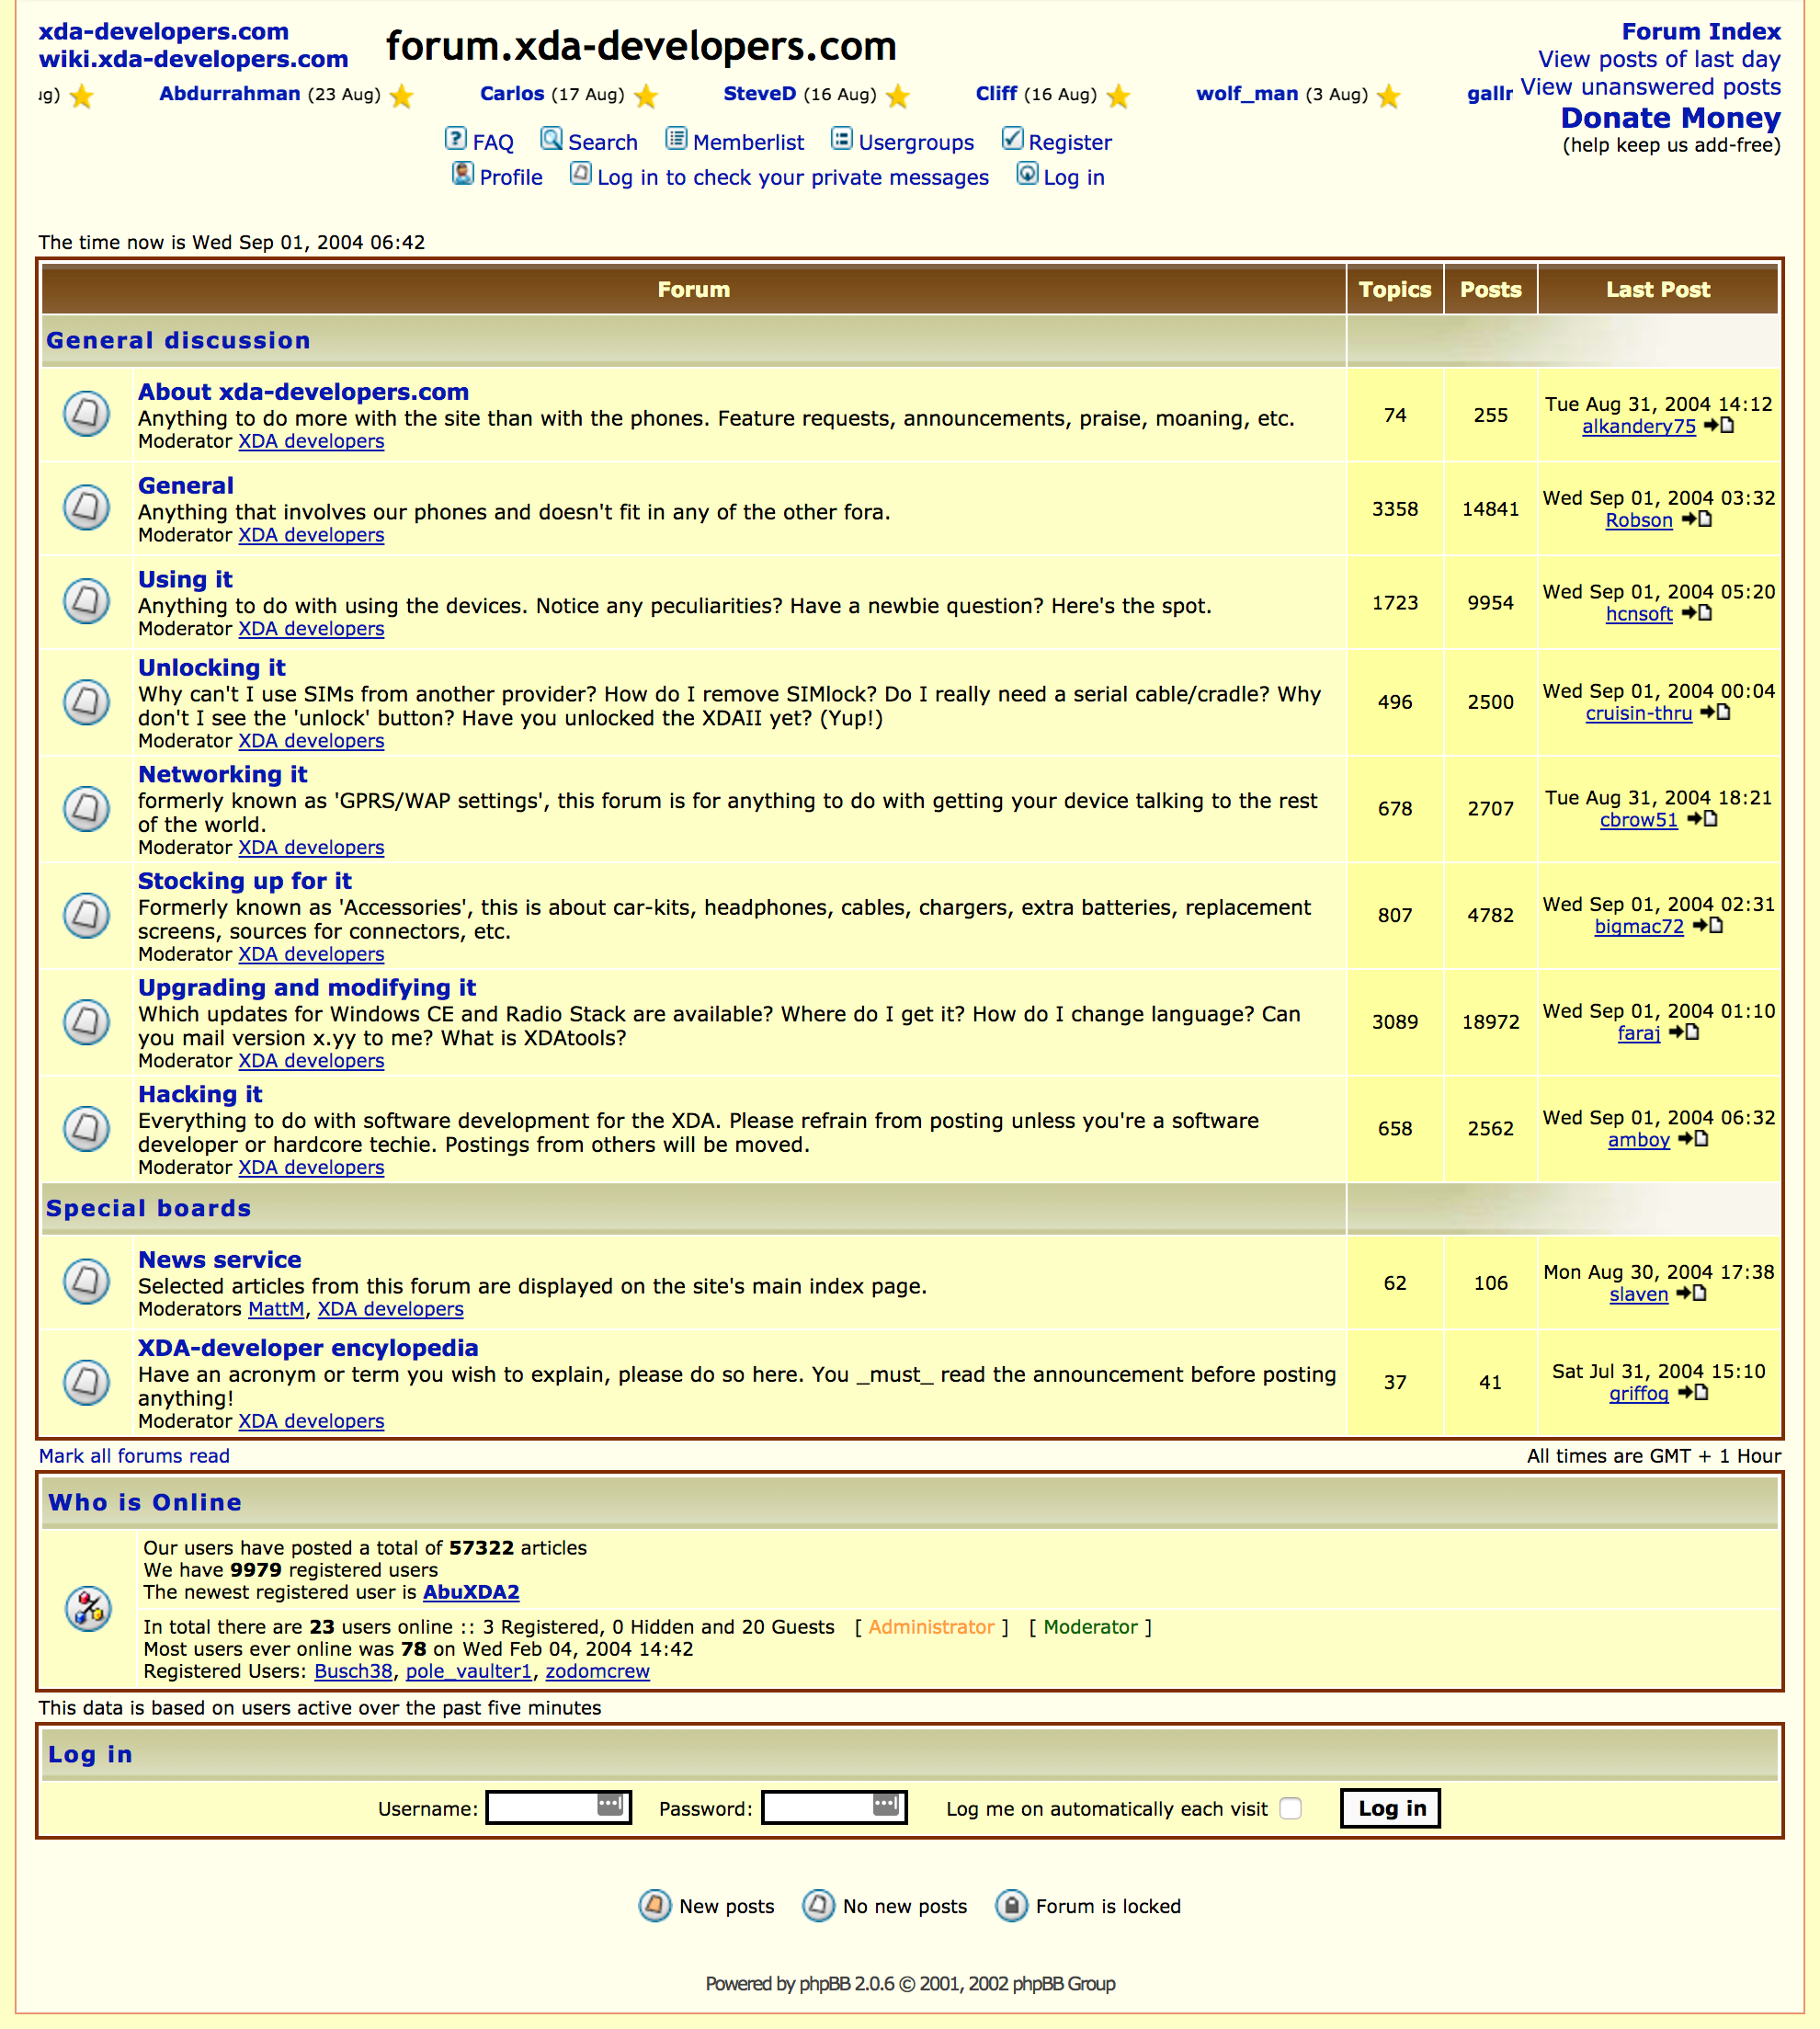 xda-developers.com
wiki.xda-developers.com
forum.xda-developers.com
Forum Index
View posts of last day
View unanswered posts
Donate Money
(help keep us add-free)
Abdurrahman (23 Aug) Carlos (17 Aug) SteveD (16 Aug) Cliff (16 Aug) wolf_man (3 Aug)
FAQ Search Memberlist Usergroups Register
Profile Log in to check your private messages Log in
The time now is Wed Sep 01, 2004 06:42
Forum Topics Posts Last Post
General discussion
About xda-developers.com
Anything to do more with the site than with the phones. Feature requests, announcements, praise, moaning, etc.
Moderator XDA developers
74 255 Tue Aug 31, 2004 14:12
alkandery75
General
Anything that involves our phones and doesn't fit in any of the other fora.
Moderator XDA developers
3358 14841 Wed Sep 01, 2004 03:32
Robson
Using it
Anything to do with using the devices. Notice any peculiarities? Have a newbie question? Here's the spot.
Moderator XDA developers
1723 9954 Wed Sep 01, 2004 05:20
hcnsoft
Unlocking it
Why can't I use SIMs from another provider? How do I remove SIMlock? Do I really need a serial cable/cradle? Why
don't I see the 'unlock' button? Have you unlocked the XDAII yet? (Yup!)
Moderator XDA developers
496 2500 Wed Sep 01, 2004 00:04
cruisin-thru
Networking it
formerly known as 'GPRS/WAP settings', this forum is for anything to do with getting your device talking to the rest
of the world.
Moderator XDA developers
678 2707 Tue Aug 31, 2004 18:21
cbrow51
Stocking up for it
Formerly known as 'Accessories', this is about car-kits, headphones, cables, chargers, extra batteries, replacement
screens, sources for connectors, etc.
Moderator XDA developers
807 4782 Wed Sep 01, 2004 02:31
bigmac72
Upgrading and modifying it
Which updates for Windows CE and Radio Stack are available? Where do I get it? How do I change language? Can
you mail version x.yy to me? What is XDAtools?
Moderator XDA developers
3089 18972 Wed Sep 01, 2004 01:10
faraj
Hacking it
Everything to do with software development for the XDA. Please refrain from posting unless you're a software
developer or hardcore techie. Postings from others will be moved.
Moderator XDA developers
658 2562 Wed Sep 01, 2004 06:32
amboy
Special boards
News service
Selected articles from this forum are displayed on the site's main index page.
Moderators MattM, XDA developers
62 106 Mon Aug 30, 2004 17:38
slaven
XDA-developer encylopedia
Have an acronym or term you wish to explain, please do so here. You _must_ read the announcement before posting
anything!
Moderator XDA developers
37 41 Sat Jul 31, 2004 15:10
griffog
Mark all forums read All times are GMT + 1 Hour
Who is Online
Our users have posted a total of 57322 articles
We have 9979 registered users
The newest registered user is AbuXDA2
In total there are 23 users online :: 3 Registered, 0 Hidden and 20 Guests [ Administrator ] [ Moderator ]
Most users ever online was 78 on Wed Feb 04, 2004 14:42
Registered Users: Busch38, pole_vaulter1, zodomcrew
This data is based on users active over the past five minutes
Log in
Username: Password: Log me on automatically each visit Log in
New posts No new posts Forum is locked
Powered by phpBB 2.0.6 © 2001, 2002 phpBB Group